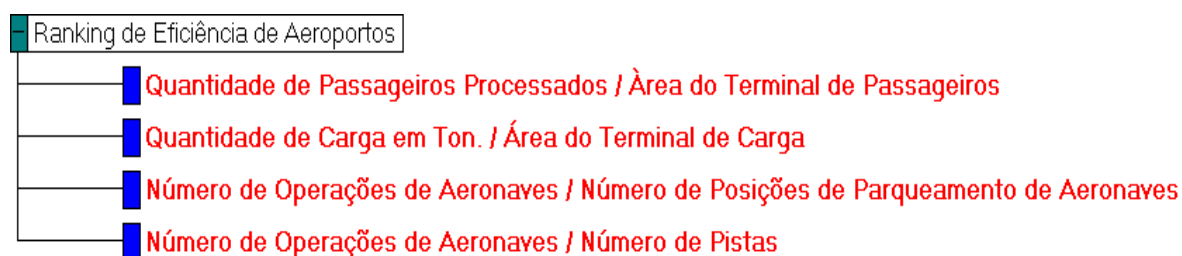 Ranking de Eficiência de Aeroportos
Quantidade de Passageiros Processados / Àrea do Terminal de Passageiros
Quantidade de Carga em Ton. / Área do Terminal de Carga
Número de Operações de Aeronaves / Número de Posições de Parqueamento de Aeronaves
Número de Operações de Aeronaves / Número de Pistas